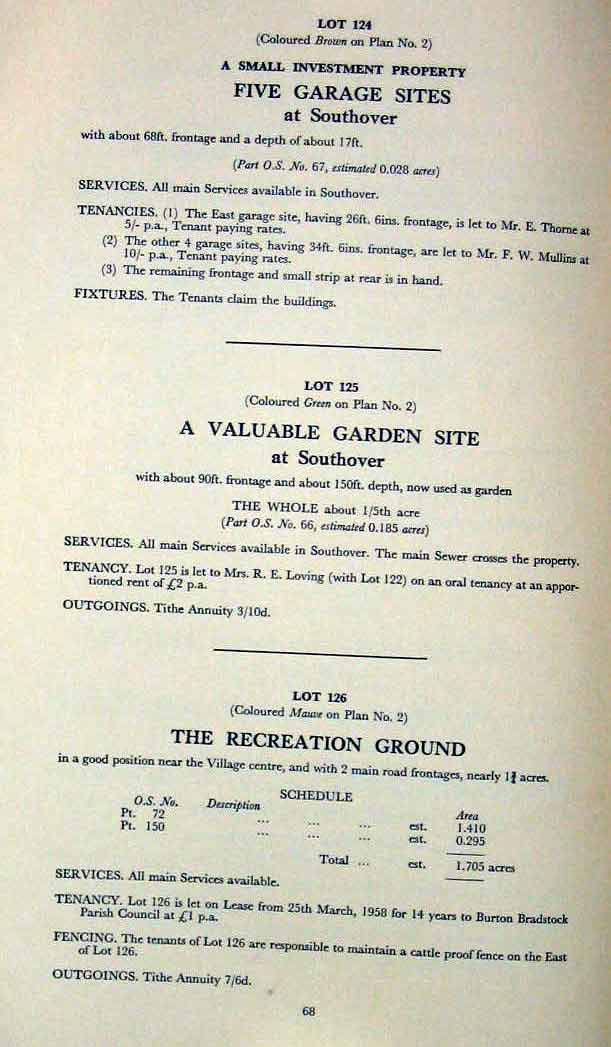 LOT 124
(Coloured Brown on Plan No. 2)
A SMALL INVESTMENT PROPERTY
FIVE GARAGE SITES
at Southover
with about 68ft. frontage and a depth of about 17ft.
(Part O.S. No. 67, estimated 0.028 acres)
SERVICES. All main Services available in Southover.
TENANCIES. (1) The East garage site, having 26ft. 6ins. frontage, is let to Mr. E. Thorne at
5/- p.a., Tenant paying rates.
(2) The other 4 garage sites, having 34ft. 6ins. frontage, are let to Mr. F. W. Mullins at
10/- p.a., Tenant paying rates.
(3) The remaining frontage and small strip at rear is in hand.
FIXTURES. The Tenants claim the buildings.
LOT 125
(Coloured Green on Plan No. 2)
A VALUABLE GARDEN SITE
at Southover
with about 90ft. frontage and about 150ft. depth, now used as garden
THE WHOLE about 1/5th acre
(Part O.S. No. 66, estimated 0.185 acres)
SERVICES. All main Services available in Southover. The main Sewer crosses the property.
TENANCY. Lot 125 is let to Mrs. R. E. Loving (with Lot 122) on an oral tenancy at an appor-
tioned rent of £2 p.a.
OUTGOINGS. Tithe Annuity 3/10d.
LOT 126
(Coloured Mauve on Plan No. 2)
THE RECREATION GROUND
in a good position near the Village centre, and with 2 main road frontages, nearly 1¾ acres.
SCHEDULE
O.S. No. Description Area
Pt. 72 ... ... ... est. 1.410
Pt. 150 ... ... ... est. 0.295
Total ... est. 1.705 acres
SERVICES. All main Services available.
TENANCY. Lot 126 is let on Lease from 25th March, 1958 for 14 years to Burton Bradstock
Parish Council at £1 p.a.
FENCING. The tenants of Lot 126 are responsible to maintain a cattle proof fence on the East
of Lot 126.
OUTGOINGS. Tithe Annuity 7/6d.
68